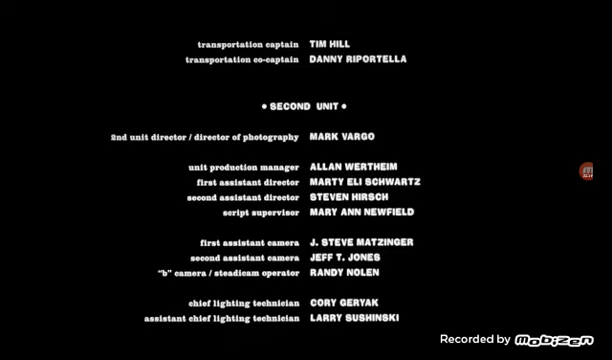 transportation captain TIM HILL
transportation co-captain DANNY RIPORTELLA
• SECOND UNIT •
2nd unit director / director of photography MARK VARGO
unit production manager ALLAN WERTHEIM
first assistant director MARTY ELI SCHWARTZ
second assistant director STEVEN HIRSCH
script supervisor MARY ANN NEWFIELD
first assistant camera J. STEVE MATZINGER
second assistant camera JEFF T. JONES
“b” camera / steadicam operator RANDY NOLEN
chief lighting technician CORY GERYAK
assistant chief lighting technician LARRY SUSHINSKI
Recorded by mobizen